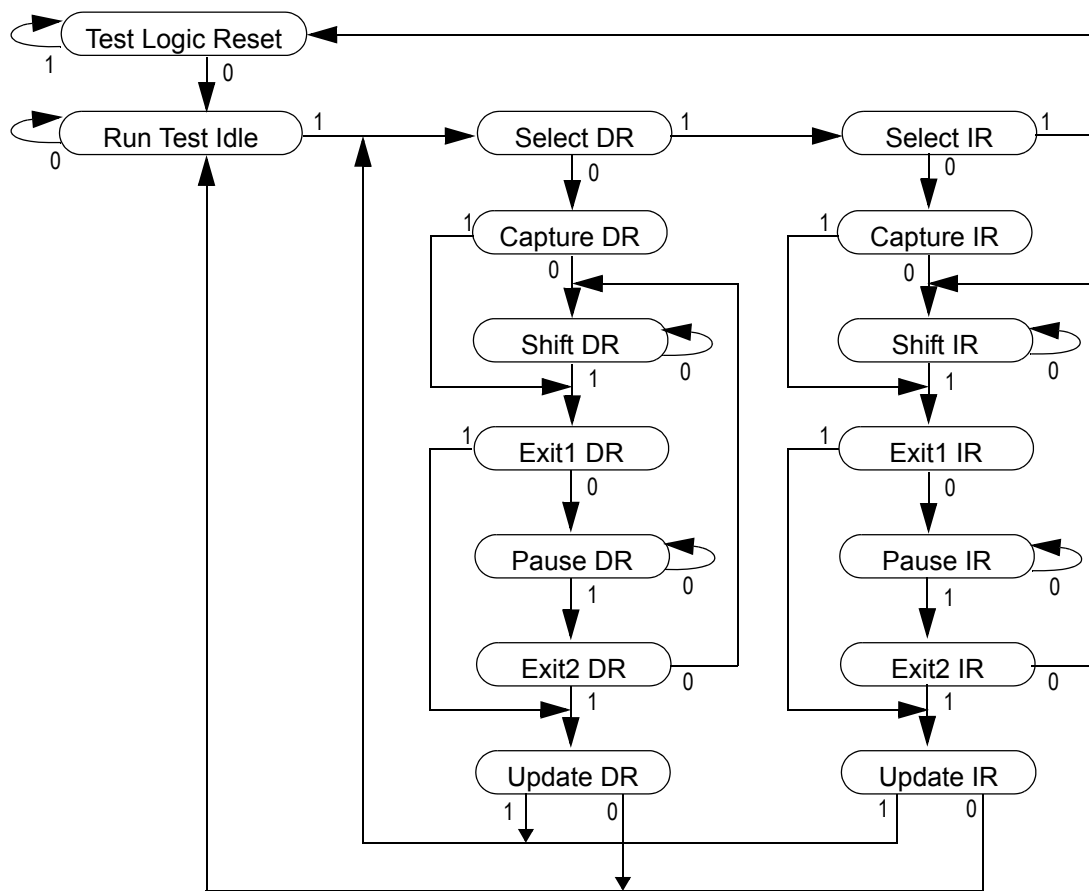 Test Logic Reset
1
0
Run Test Idle
1
Select DR
1
Select IR
1
0
0
0
1
Capture DR
1
Capture IR
0
0
Shift DR
Shift IR
1
0
1
0
1
Exit1 DR
1
Exit1 IR
0
0
Pause DR
Pause IR
0
0
1
1
Exit2 DR
Exit2 IR
0
0
1
1
Update DR
Update IR
1
0
1
0